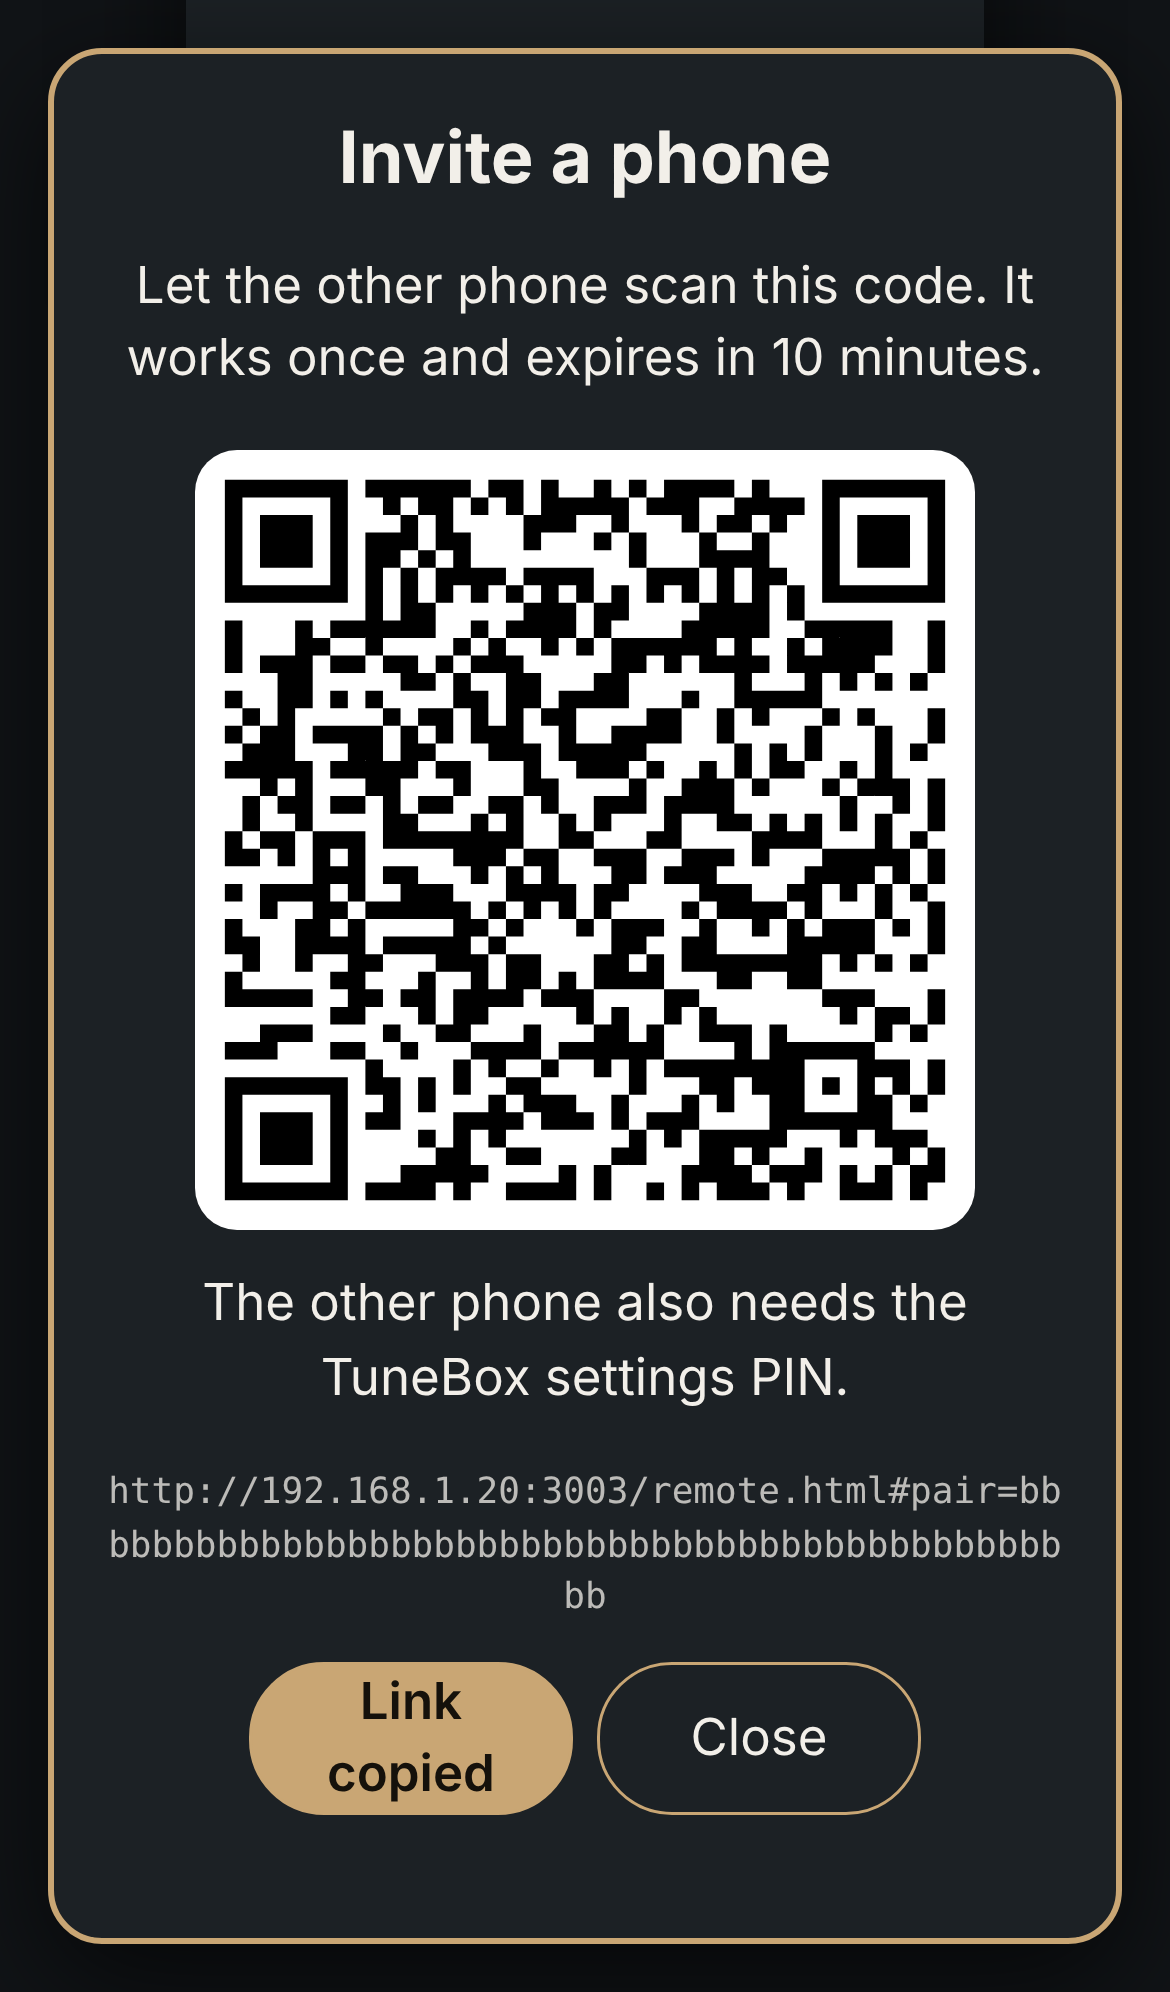 Invite a phone
Let the other phone scan this code. It
works once and expires in 10 minutes.
The other phone also needs the
TuneBox settings PIN.
http://192.168.1.20:3003/remote.html#pair=bb
bbbbbbbbbbbbbbbbbbbbbbbbbbbbbbbbbbbbbbbbbbbb
bb
Link
copied
Close